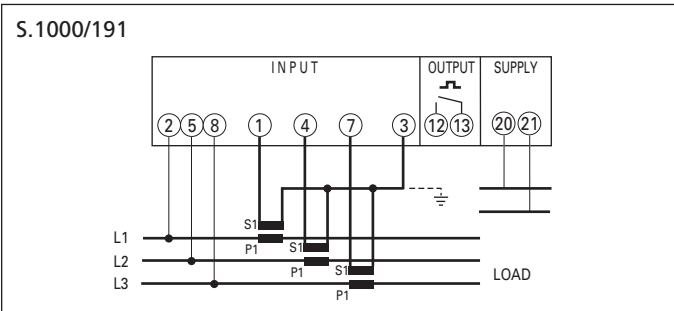 S.1000/191
INPUT OUTPUT SUPPLY
2 5 8 1 4 7 3 12 13 20 21
S1
L1
P1 S1
L2
P1 S1
LOAD
L3
P1